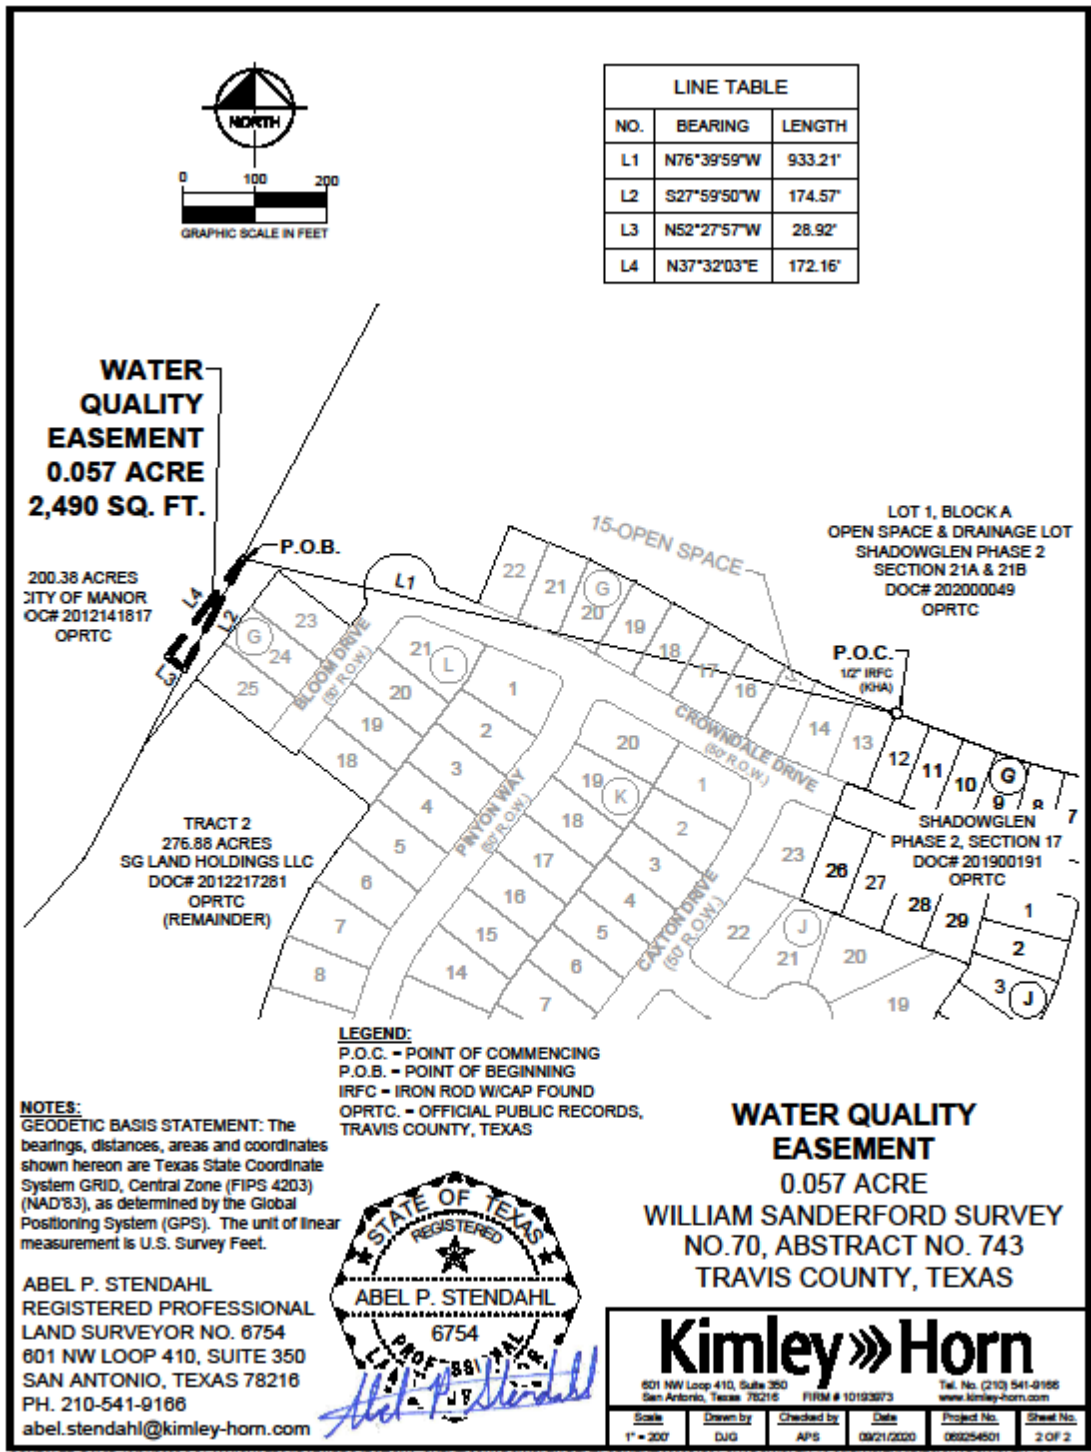 NORTH
0 100 200
GRAPHIC SCALE IN FEET
LINE TABLE
NO. BEARING LENGTH
L1 N76°39'59"W 933.21'
L2 S27°59'50"W 174.57'
L3 N52°27'57"W 28.92'
L4 N37°32'03"E 172.16'
WATER
QUALITY
EASEMENT
0.057 ACRE
2,490 SQ. FT.
P.O.B.
L1
L4
L2
L3
200.38 ACRES
CITY OF MANOR
DOC# 2012141817
OPRTC
15-OPEN SPACE
LOT 1, BLOCK A
OPEN SPACE & DRAINAGE LOT
SHADOWGLEN PHASE 2
SECTION 21A & 21B
DOC# 202000049
OPRTC
P.O.C.
1/2" IRFC
(KHA)
22 21 20 19 18 17 16 14 13 12 11 10 9 8 7
G
G
G
23
24
25
BLOOM DRIVE
(50' R.O.W.)
21 L
20
19
18
1
2
3
4
5
6
7
8
PINYON WAY
(50' R.O.W.)
CROWNDALE DRIVE
(50' R.O.W.)
20
19 K
18
17
16
15
14
1
2
3
4
5
6
7
CAXTON DRIVE
(50' R.O.W.)
23
22
21
J
20
19
26
27
28
29
1
2
3 J
SHADOWGLEN
PHASE 2, SECTION 17
DOC# 201900191
OPRTC
TRACT 2
276.88 ACRES
SG LAND HOLDINGS LLC
DOC# 2012217281
OPRTC
(REMAINDER)
LEGEND:
P.O.C. = POINT OF COMMENCING
P.O.B. = POINT OF BEGINNING
IRFC = IRON ROD W/CAP FOUND
OPRTC. = OFFICIAL PUBLIC RECORDS,
TRAVIS COUNTY, TEXAS
NOTES:
GEODETIC BASIS STATEMENT: The
bearings, distances, areas and coordinates
shown hereon are Texas State Coordinate
System GRID, Central Zone (FIPS 4203)
(NAD'83), as determined by the Global
Positioning System (GPS). The unit of linear
measurement is U.S. Survey Feet.
ABEL P. STENDAHL
REGISTERED PROFESSIONAL
LAND SURVEYOR NO. 6754
601 NW LOOP 410, SUITE 350
SAN ANTONIO, TEXAS 78216
PH. 210-541-9166
abel.stendahl@kimley-horn.com
STATE OF TEXAS
REGISTERED
ABEL P. STENDAHL
6754
PROFESSIONAL
Abel P Stendahl
WATER QUALITY
EASEMENT
0.057 ACRE
WILLIAM SANDERFORD SURVEY
NO.70, ABSTRACT NO. 743
TRAVIS COUNTY, TEXAS
Kimley»Horn
601 NW Loop 410, Suite 350
San Antonio, Texas 78216 FIRM # 10193973
Tel. No. (210) 541-9166
www.kimley-horn.com
Scale Drawn by Checked by Date Project No. Sheet No.
1" = 200' DJG APS 09/21/2020 069254501 2 OF 2